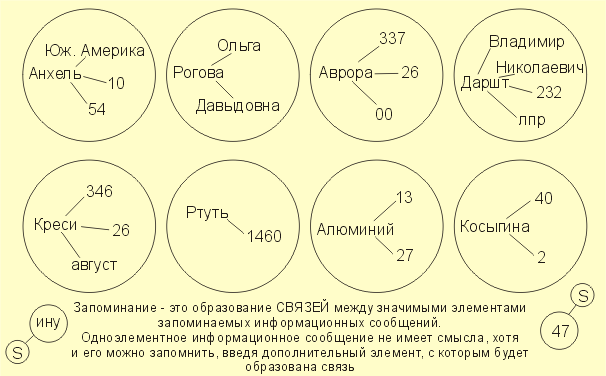 Юж. Америка
Анхель
10
54
Ольга
Рогова
Давыдовна
337
Аврора
26
00
Владимир
Николаевич
Даршт
232
лпр
346
Креси
26
август
Ртуть
1460
13
Алюминий
27
40
Косыгина
2
Запоминание - это образование СВЯЗЕЙ между значимыми элементами
запоминаемых информационных сообщений.
Одноэлементное информационное сообщение не имеет смысла, хотя
и его можно запомнить, введя дополнительный элемент, с которым будет
образована связь
ину
S
S
47